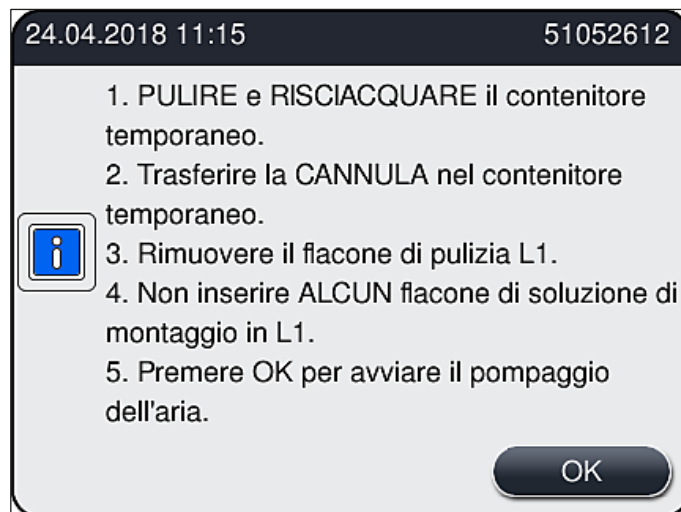 24.04.2018 11:15 51052612
1. PULIRE e RISCIACQUARE il contenitore
temporaneo.
2. Trasferire la CANNULA nel contenitore
temporaneo.
3. Rimuovere il flacone di pulizia L1.
4. Non inserire ALCUN flacone di soluzione di
montaggio in L1.
5. Premere OK per avviare il pompaggio
dell'aria.
OK